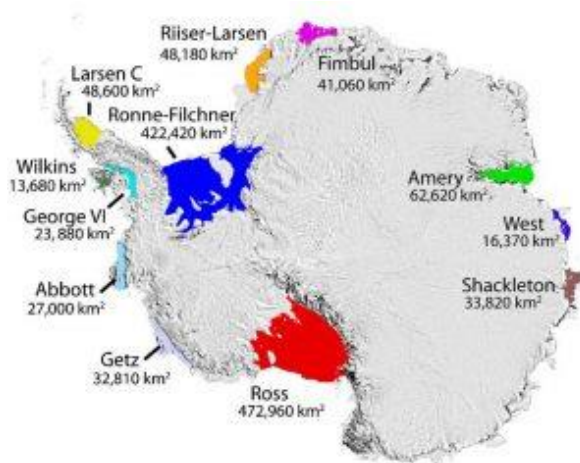 Riiser-Larsen
48,180 km²
Fimbul
41,060 km²
Larsen C
48,600 km²
Ronne-Filchner
422,420 km²
Wilkins
13,680 km²
George VI
23,880 km²
Amery
62,620 km²
West
16,370 km²
Abbott
27,000 km²
Shackleton
33,820 km²
Getz
32,810 km²
Ross
472,960 km²